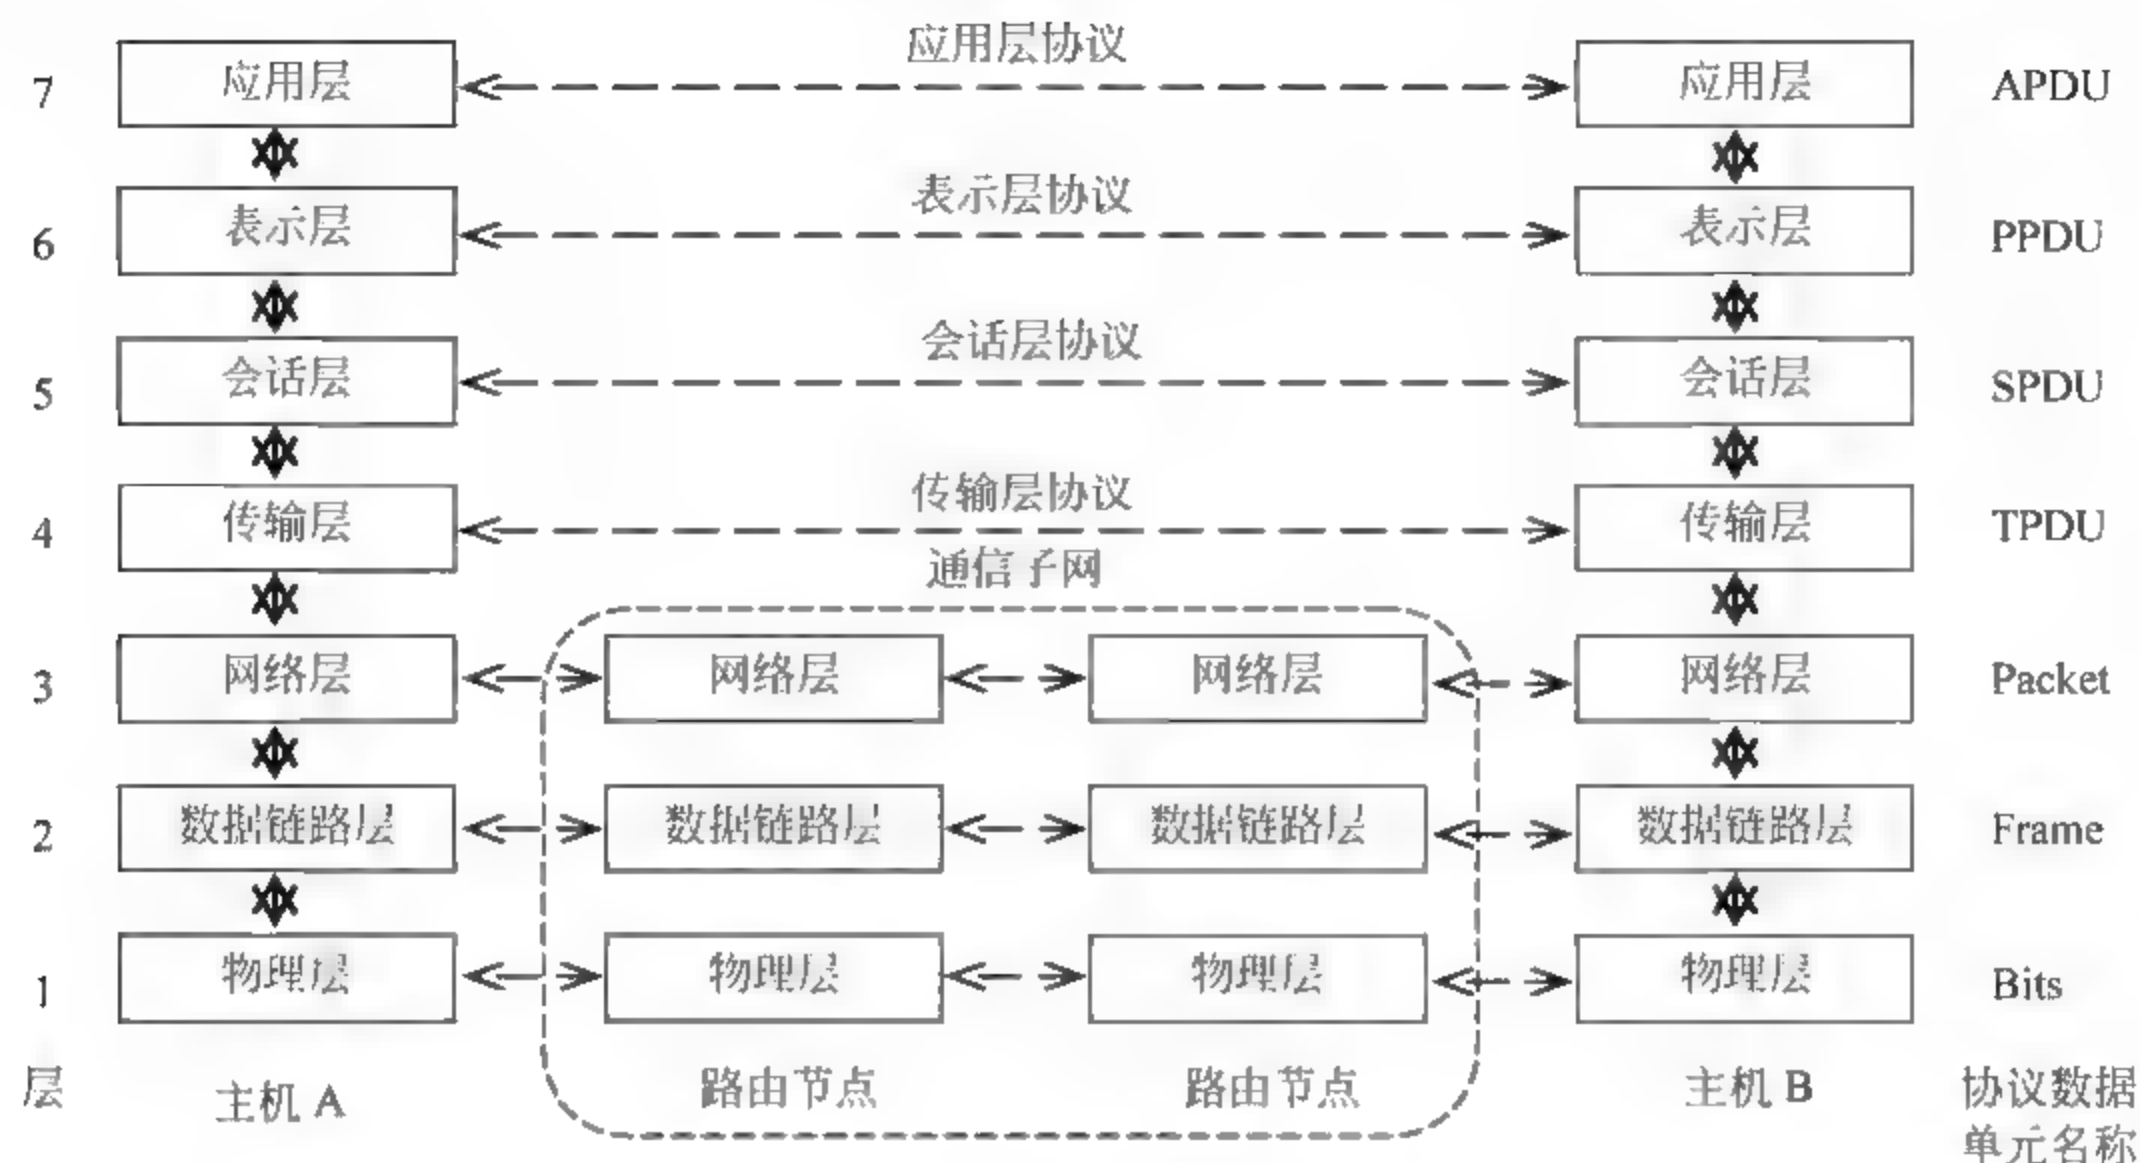 应用层协议
7 应用层 应用层 APDU
表示层协议
6 表示层 表示层 PPDU
会话层协议
5 会话层 会话层 SPDU
传输层协议
4 传输层 传输层 TPDU
通信子网
3 网络层 网络层 网络层 网络层 Packet
2 数据链路层 数据链路层 数据链路层 数据链路层 Frame
1 物理层 物理层 物理层 物理层 Bits
层 主机 A 路由节点 路由节点 主机 B 协议数据
单元名称